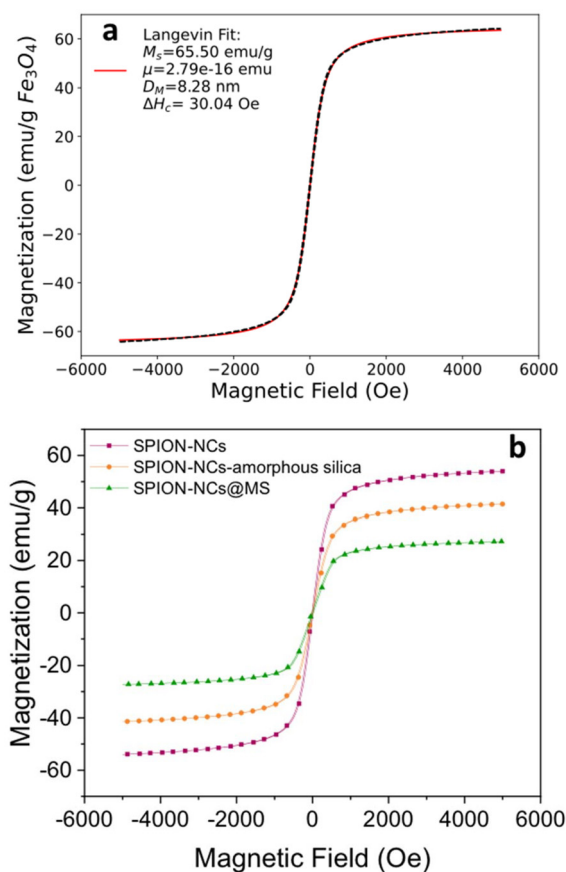 a
Langevin Fit:
Mₛ=65.50 emu/g
μ=2.79e-16 emu
D_M=8.28 nm
ΔH_c= 30.04 Oe
Magnetization (emu/g Fe₃O₄)
60
40
20
0
−20
−40
−60
−6000 −4000 −2000 0 2000 4000 6000
Magnetic Field (Oe)
b
SPION-NCs
SPION-NCs-amorphous silica
SPION-NCs@MS
Magnetization (emu/g)
60
40
20
0
-20
-40
-60
-6000 -4000 -2000 0 2000 4000 6000
Magnetic Field (Oe)